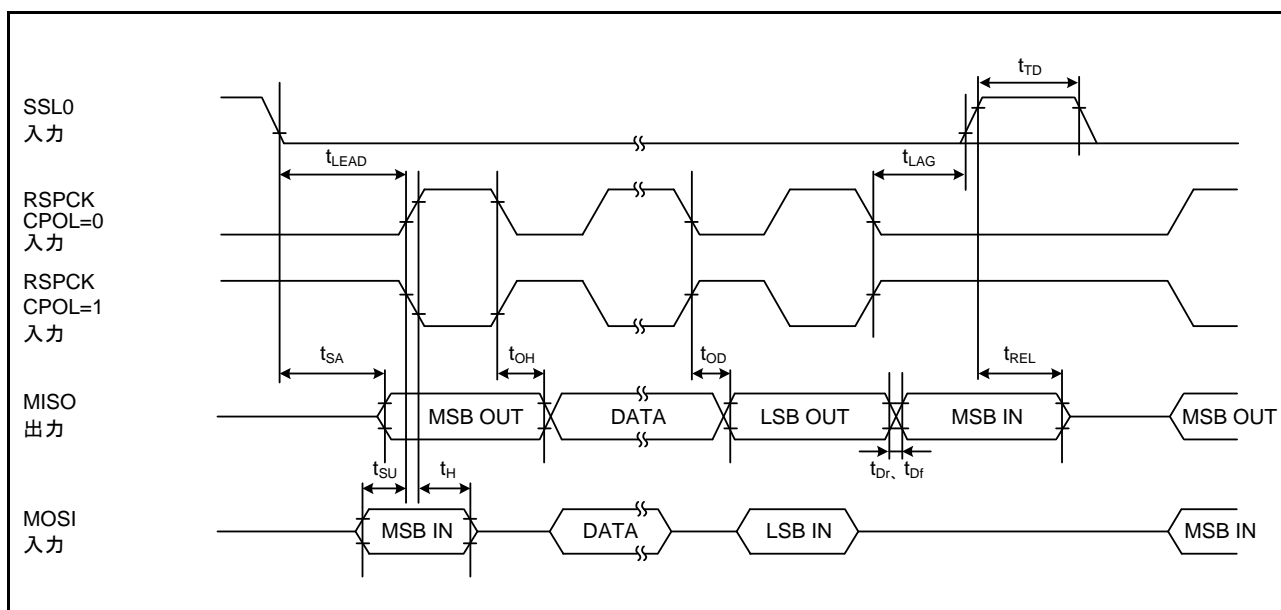 tTD
SSL0
入力
tLEAD
tLAG
RSPCK
CPOL=0
入力
RSPCK
CPOL=1
入力
tSA
tOH
tOD
tREL
MISO
出力
MSB OUT
DATA
LSB OUT
MSB IN
MSB OUT
tSU
tH
tDr、tDf
MOSI
入力
MSB IN
DATA
LSB IN
MSB IN